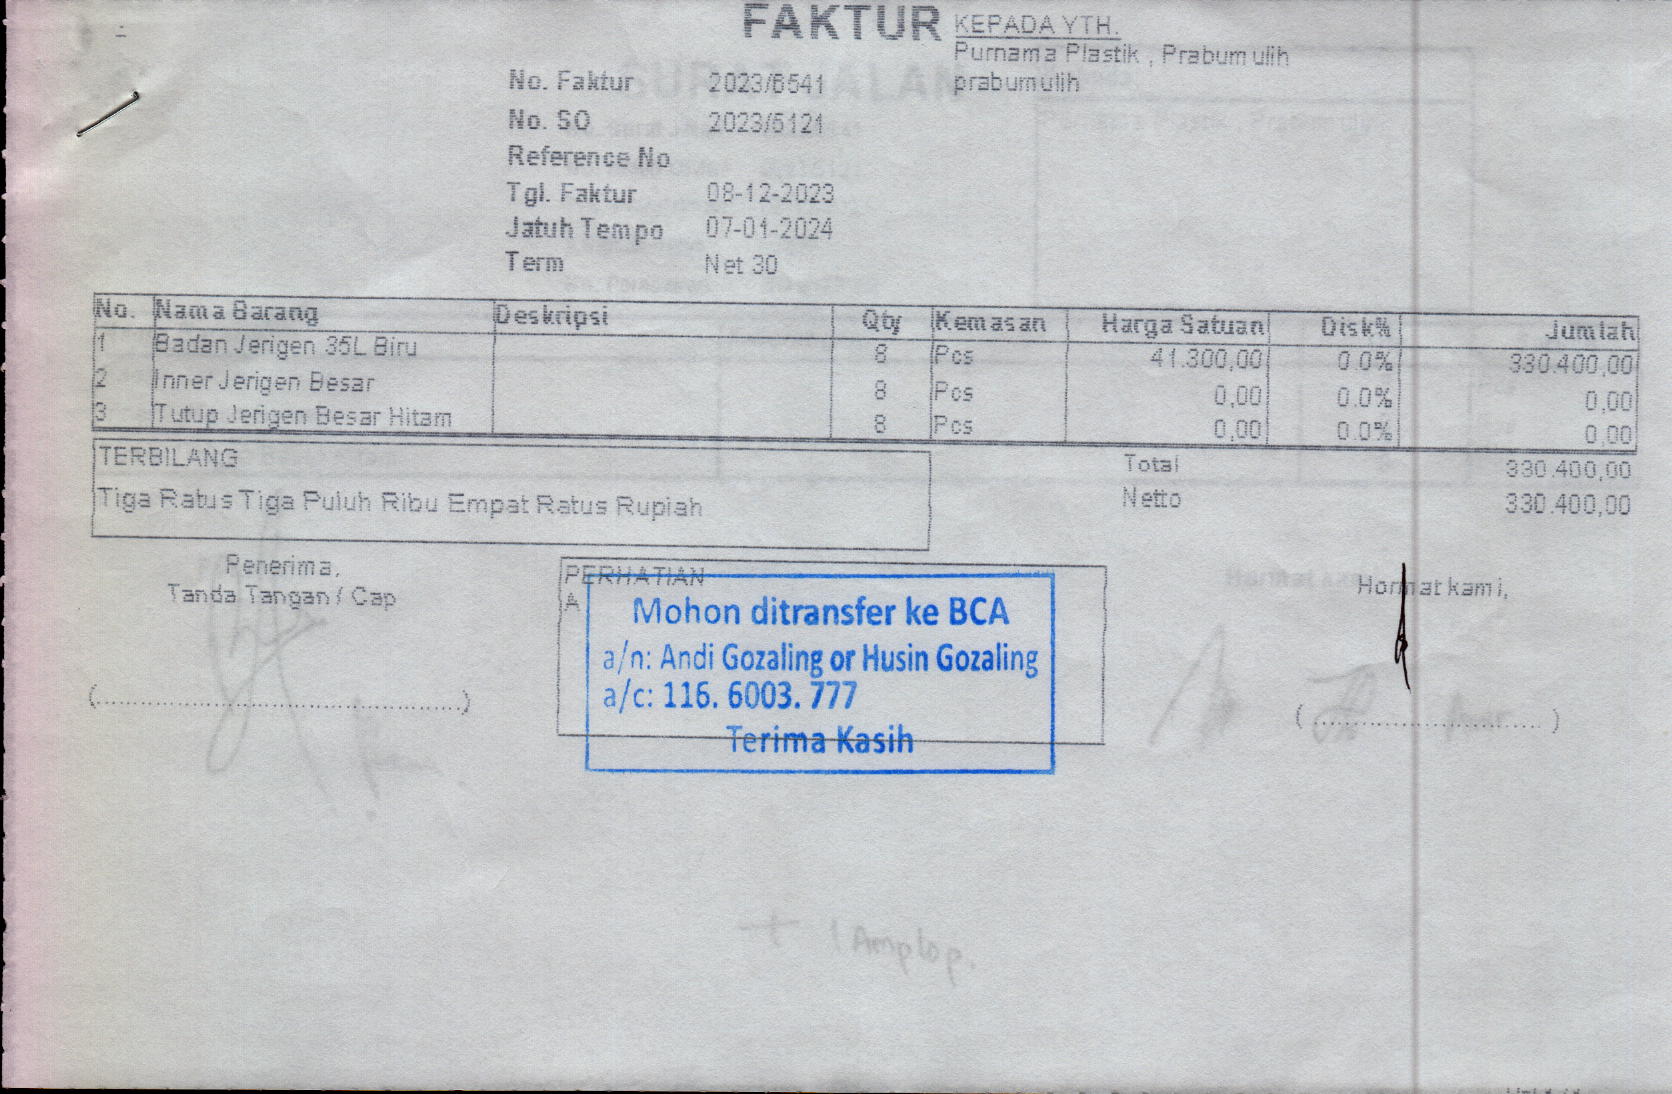 FAKTUR
KEPADA YTH.
Purnama Plastik , Prabumulih
prabumulih
No. Faktur 2023/6541
No. SO 2023/5121
Reference No
Tgl. Faktur 08-12-2023
Jatuh Tempo 07-01-2024
Term Net 30
No. Nama Barang Deskripsi Qty Kemasan Harga Satuan Disk% Jumlah
1 Badan Jerigen 35L Biru 8 Pcs 41.300,00 0.0% 330.400,00
2 Inner Jerigen Besar 8 Pcs 0,00 0.0% 0,00
3 Tutup Jerigen Besar Hitam 8 Pcs 0,00 0.0% 0,00
TERBILANG
Tiga Ratus Tiga Puluh Ribu Empat Ratus Rupiah
Total 330.400,00
Netto 330.400,00
Penerima,
Tanda Tangan / Cap
(........................................)
PERHATIAN
A
Mohon ditransfer ke BCA
a/n: Andi Gozaling or Husin Gozaling
a/c: 116. 6003. 777
Terima Kasih
Hormat kami,
(............................)
+ 1 Amplop.